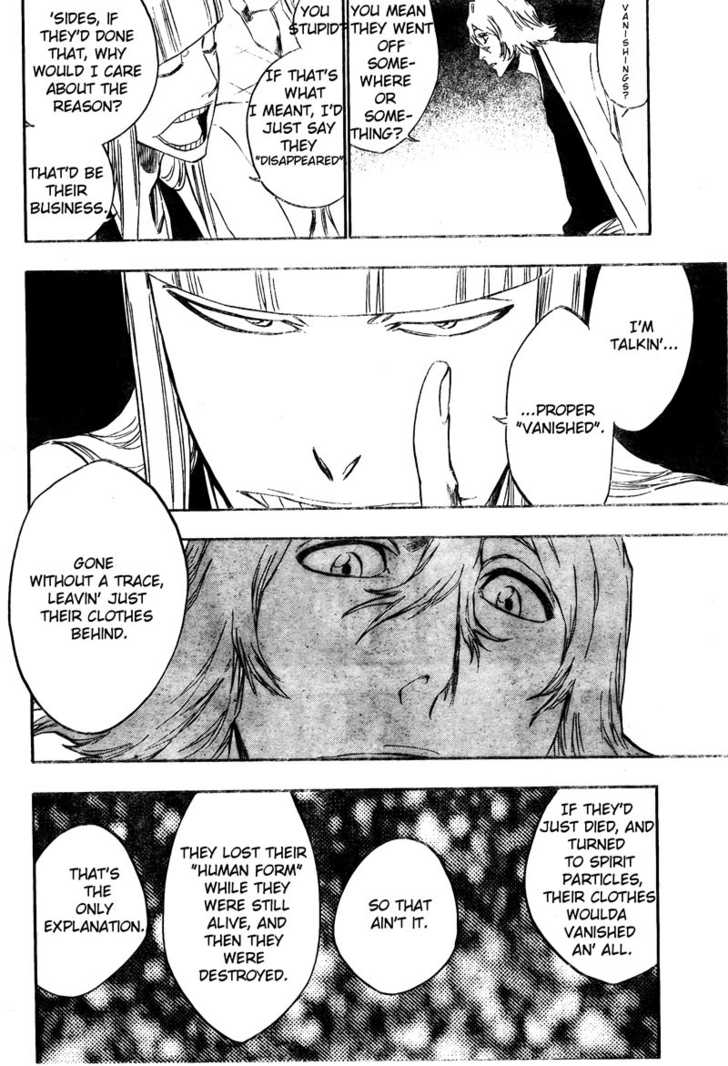 VANISHINGS?
YOU MEAN
THEY WENT
OFF
SOME-
WHERE
OR
SOME-
THING?
YOU
STUPID?
IF THAT'S
WHAT
I MEANT, I'D
JUST SAY
THEY
"DISAPPEARED"
'SIDES, IF
THEY'D DONE
THAT, WHY
WOULD I CARE
ABOUT THE
REASON?
THAT'D BE
THEIR
BUSINESS.
I'M
TALKIN'...
...PROPER
"VANISHED".
GONE
WITHOUT A TRACE,
LEAVIN' JUST
THEIR CLOTHES
BEHIND.
IF THEY'D
JUST DIED, AND
TURNED
TO SPIRIT
PARTICLES,
THEIR CLOTHES
WOULDA
VANISHED
AN' ALL.
SO THAT
AIN'T IT.
THEY LOST THEIR
"HUMAN FORM"
WHILE THEY
WERE STILL
ALIVE, AND
THEN THEY
WERE
DESTROYED.
THAT'S
THE
ONLY
EXPLANATION.